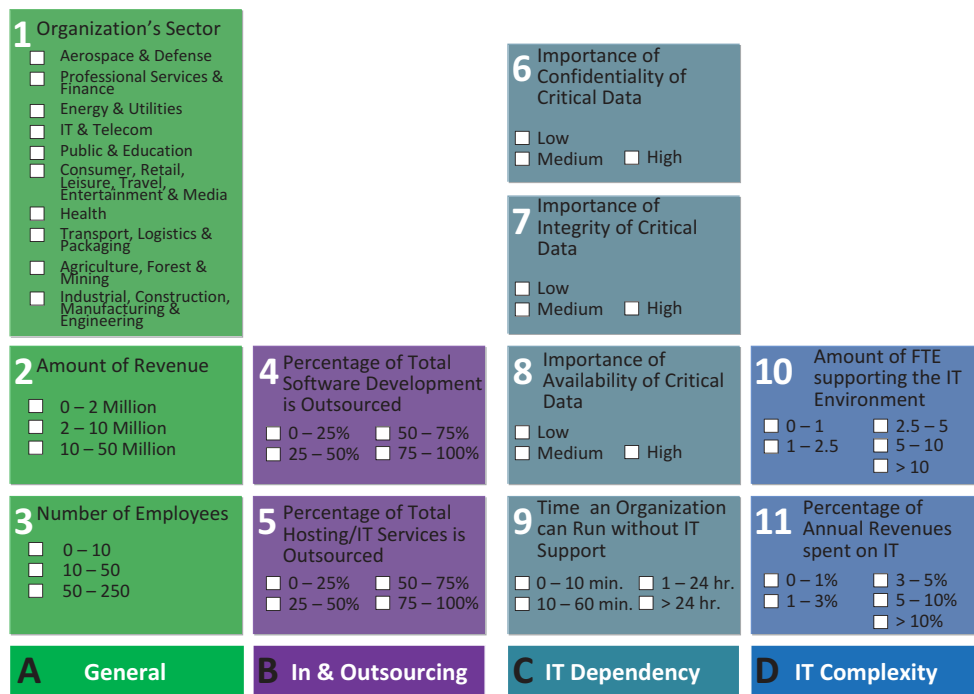 1 Organization's Sector
Aerospace & Defense
Professional Services &
Finance
Energy & Utilities
IT & Telecom
Public & Education
Consumer, Retail,
Leisure, Travel,
Entertainment & Media
Health
Transport, Logistics &
Packaging
Agriculture, Forest &
Mining
Industrial, Construction,
Manufacturing &
Engineering
2 Amount of Revenue
0 – 2 Million
2 – 10 Million
10 – 50 Million
3 Number of Employees
0 – 10
10 – 50
50 – 250
A General
4 Percentage of Total
Software Development
is Outsourced
0 – 25% 50 – 75%
25 – 50% 75 – 100%
5 Percentage of Total
Hosting/IT Services is
Outsourced
0 – 25% 50 – 75%
25 – 50% 75 – 100%
B In & Outsourcing
6 Importance of
Confidentiality of
Critical Data
Low
Medium High
7 Importance of
Integrity of Critical
Data
Low
Medium High
8 Importance of
Availability of Critical
Data
Low
Medium High
9 Time an Organization
can Run without IT
Support
0 – 10 min. 1 – 24 hr.
10 – 60 min. > 24 hr.
C IT Dependency
10 Amount of FTE
supporting the IT
Environment
0 – 1 2.5 – 5
1 – 2.5 5 – 10
> 10
11 Percentage of
Annual Revenues
spent on IT
0 – 1% 3 – 5%
1 – 3% 5 – 10%
> 10%
D IT Complexity